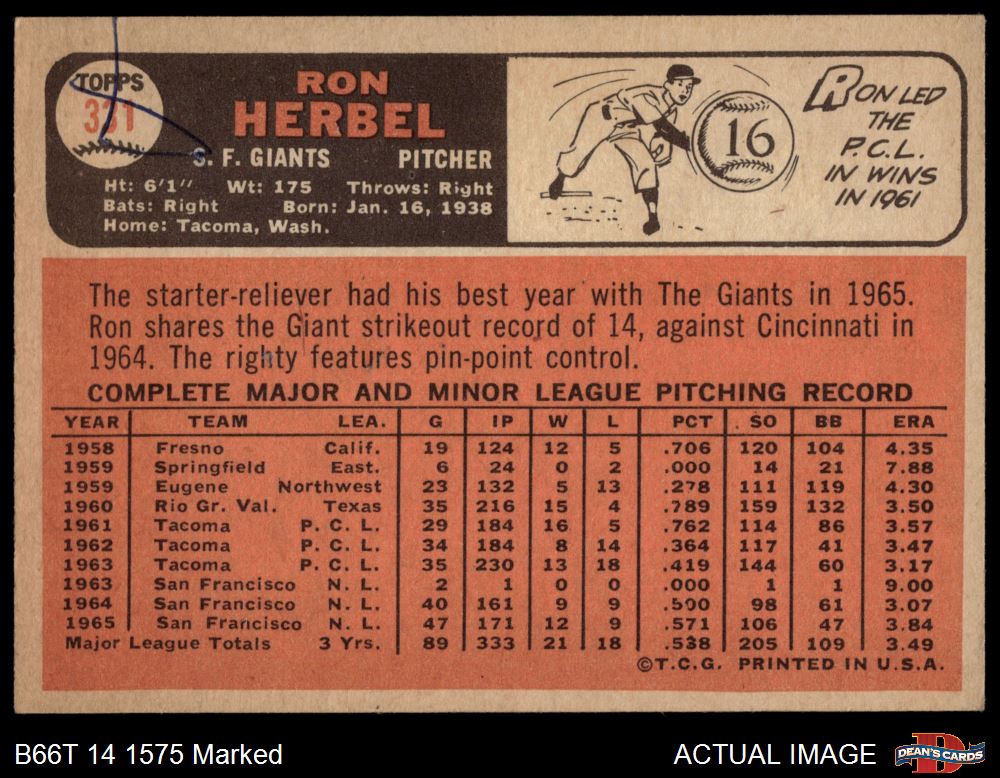 TOPPS
331
RON
HERBEL
S. F. GIANTS PITCHER
Ht: 6'1" Wt: 175 Throws: Right
Bats: Right Born: Jan. 16, 1938
Home: Tacoma, Wash.
16
RON LED
THE
P.C.L.
IN WINS
IN 1961
The starter-reliever had his best year with The Giants in 1965.
Ron shares the Giant strikeout record of 14, against Cincinnati in
1964. The righty features pin-point control.
COMPLETE MAJOR AND MINOR LEAGUE PITCHING RECORD
YEAR TEAM LEA. G IP W L PCT SO BB ERA
1958 Fresno Calif. 19 124 12 5 .706 120 104 4.35
1959 Springfield East. 6 24 0 2 .000 14 21 7.88
1959 Eugene Northwest 23 132 5 13 .278 111 119 4.30
1960 Rio Gr. Val. Texas 35 216 15 4 .789 159 132 3.50
1961 Tacoma P. C. L. 29 184 16 5 .762 114 86 3.57
1962 Tacoma P. C. L. 34 184 8 14 .364 117 41 3.47
1963 Tacoma P. C. L. 35 230 13 18 .419 144 60 3.17
1963 San Francisco N. L. 2 1 0 0 .000 1 1 9.00
1964 San Francisco N. L. 40 161 9 9 .500 98 61 3.07
1965 San Francisco N. L. 47 171 12 9 .571 106 47 3.84
Major League Totals 3 Yrs. 89 333 21 18 .538 205 109 3.49
©T.C.G. PRINTED IN U.S.A.
B66T 14 1575 Marked
ACTUAL IMAGE
DEAN'S CARDS